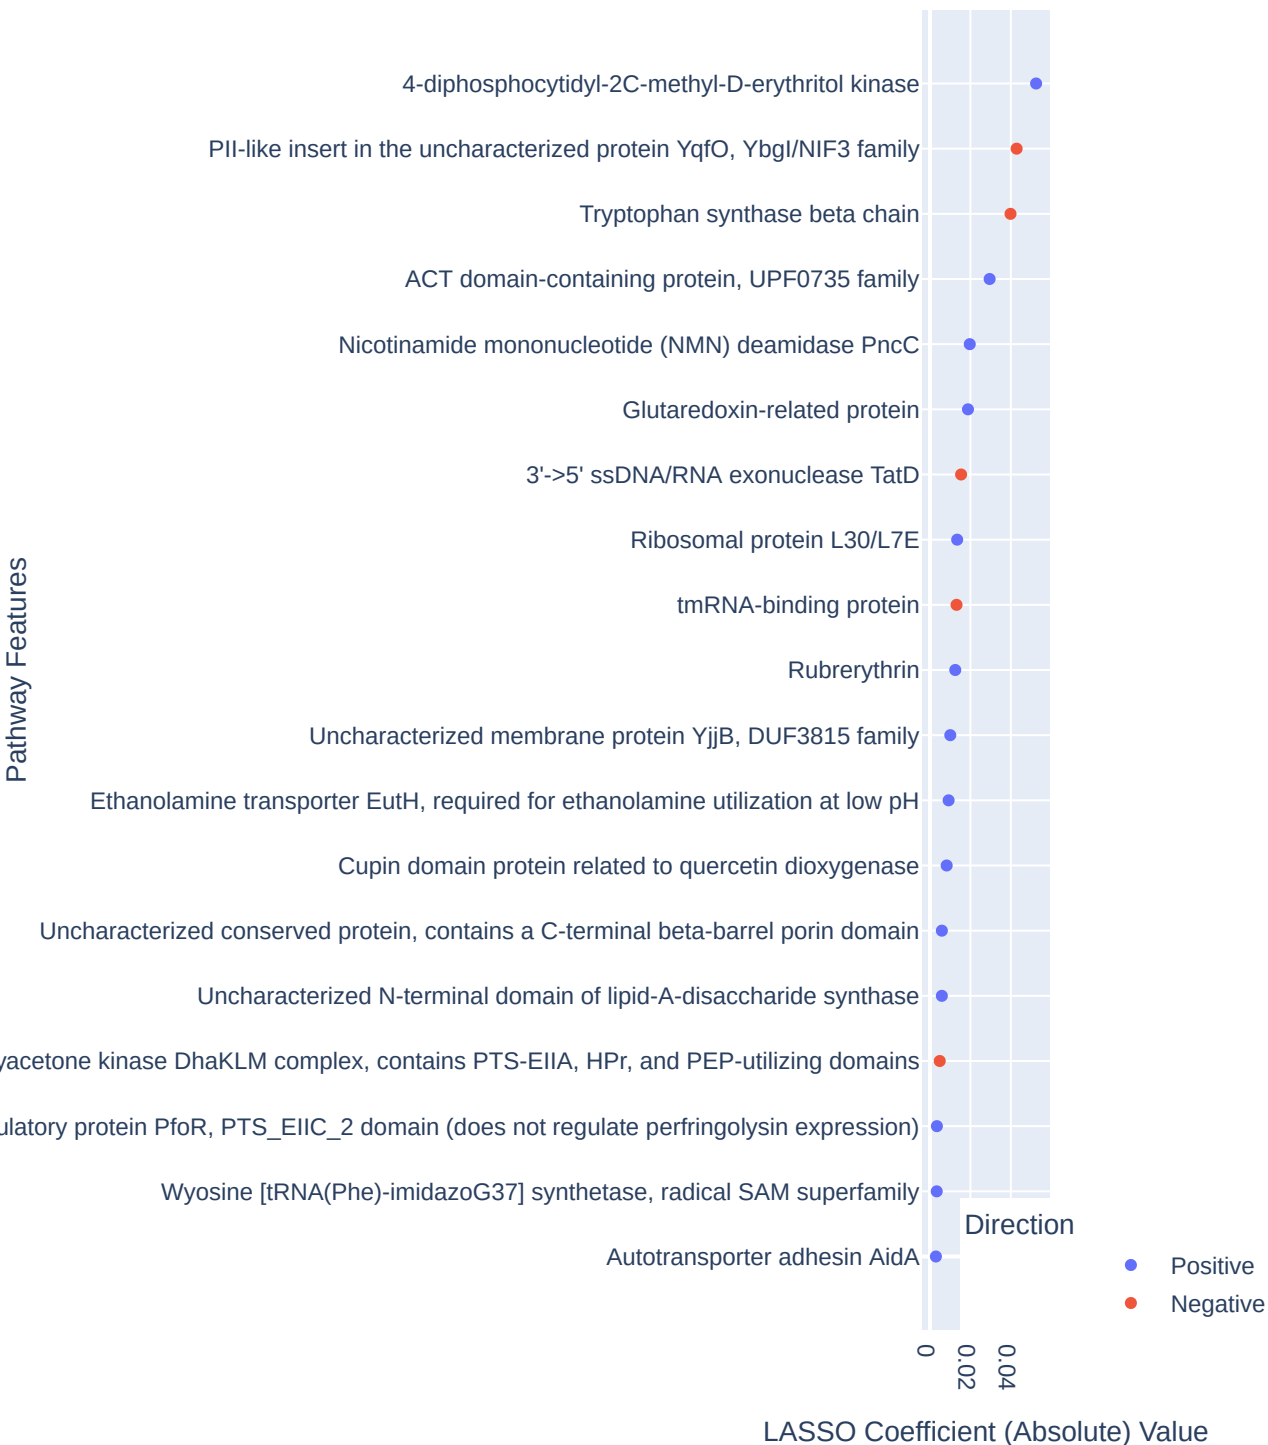 4-diphosphocytidyl-2C-methyl-D-erythritol kinase
PII-like insert in the uncharacterized protein YqfO, YbgI/NIF3 family
Tryptophan synthase beta chain
ACT domain-containing protein, UPF0735 family
Nicotinamide mononucleotide (NMN) deamidase PncC
Glutaredoxin-related protein
3'->5' ssDNA/RNA exonuclease TatD
Ribosomal protein L30/L7E
tmRNA-binding protein
Rubrerythrin
Uncharacterized membrane protein YjjB, DUF3815 family
Ethanolamine transporter EutH, required for ethanolamine utilization at low pH
Cupin domain protein related to quercetin dioxygenase
Uncharacterized conserved protein, contains a C-terminal beta-barrel porin domain
Uncharacterized N-terminal domain of lipid-A-disaccharide synthase
yacetone kinase DhaKLM complex, contains PTS-EIIA, HPr, and PEP-utilizing domains
ulatory protein PfoR, PTS_EIIC_2 domain (does not regulate perfringolysin expression)
Wyosine [tRNA(Phe)-imidazoG37] synthetase, radical SAM superfamily
Autotransporter adhesin AidA
Pathway Features
Direction
Positive
Negative
0
0.02
0.04
LASSO Coefficient (Absolute) Value